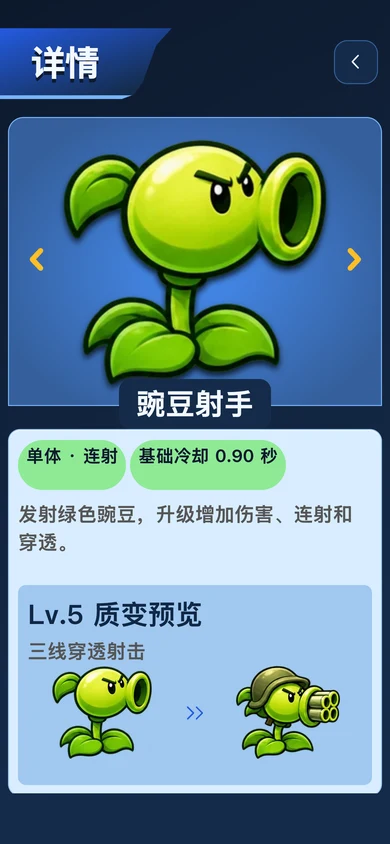 详情
豌豆射手
单体 · 连射
基础冷却 0.90 秒
发射绿色豌豆，升级增加伤害、连射和
穿透。
Lv.5 质变预览
三线穿透射击